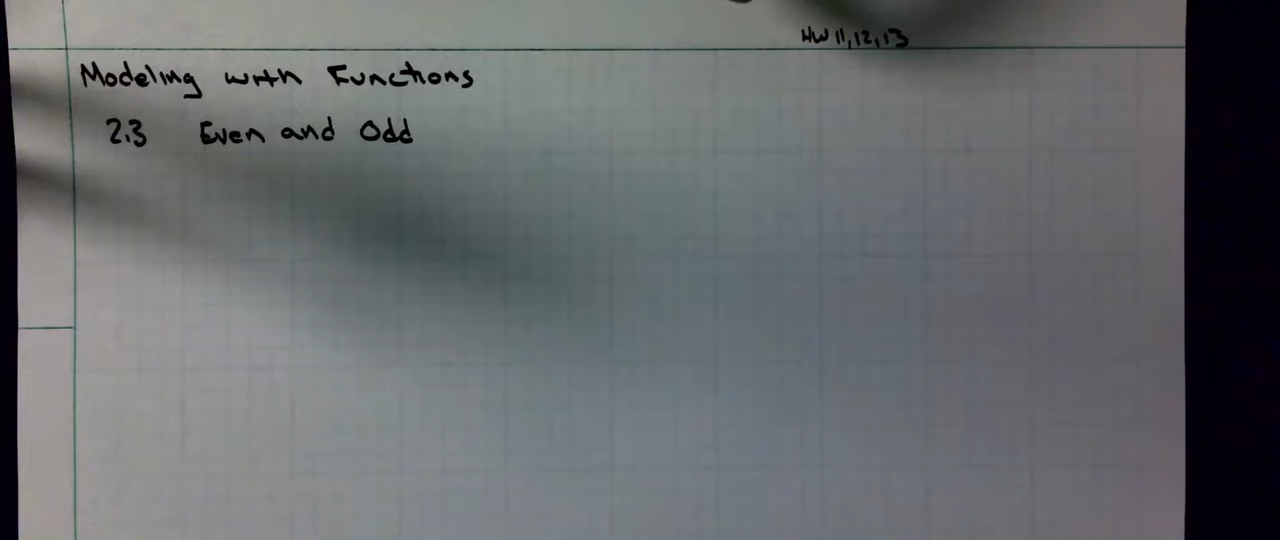 HW 11, 12, 13
Modeling with Functions
2.3 Even and Odd